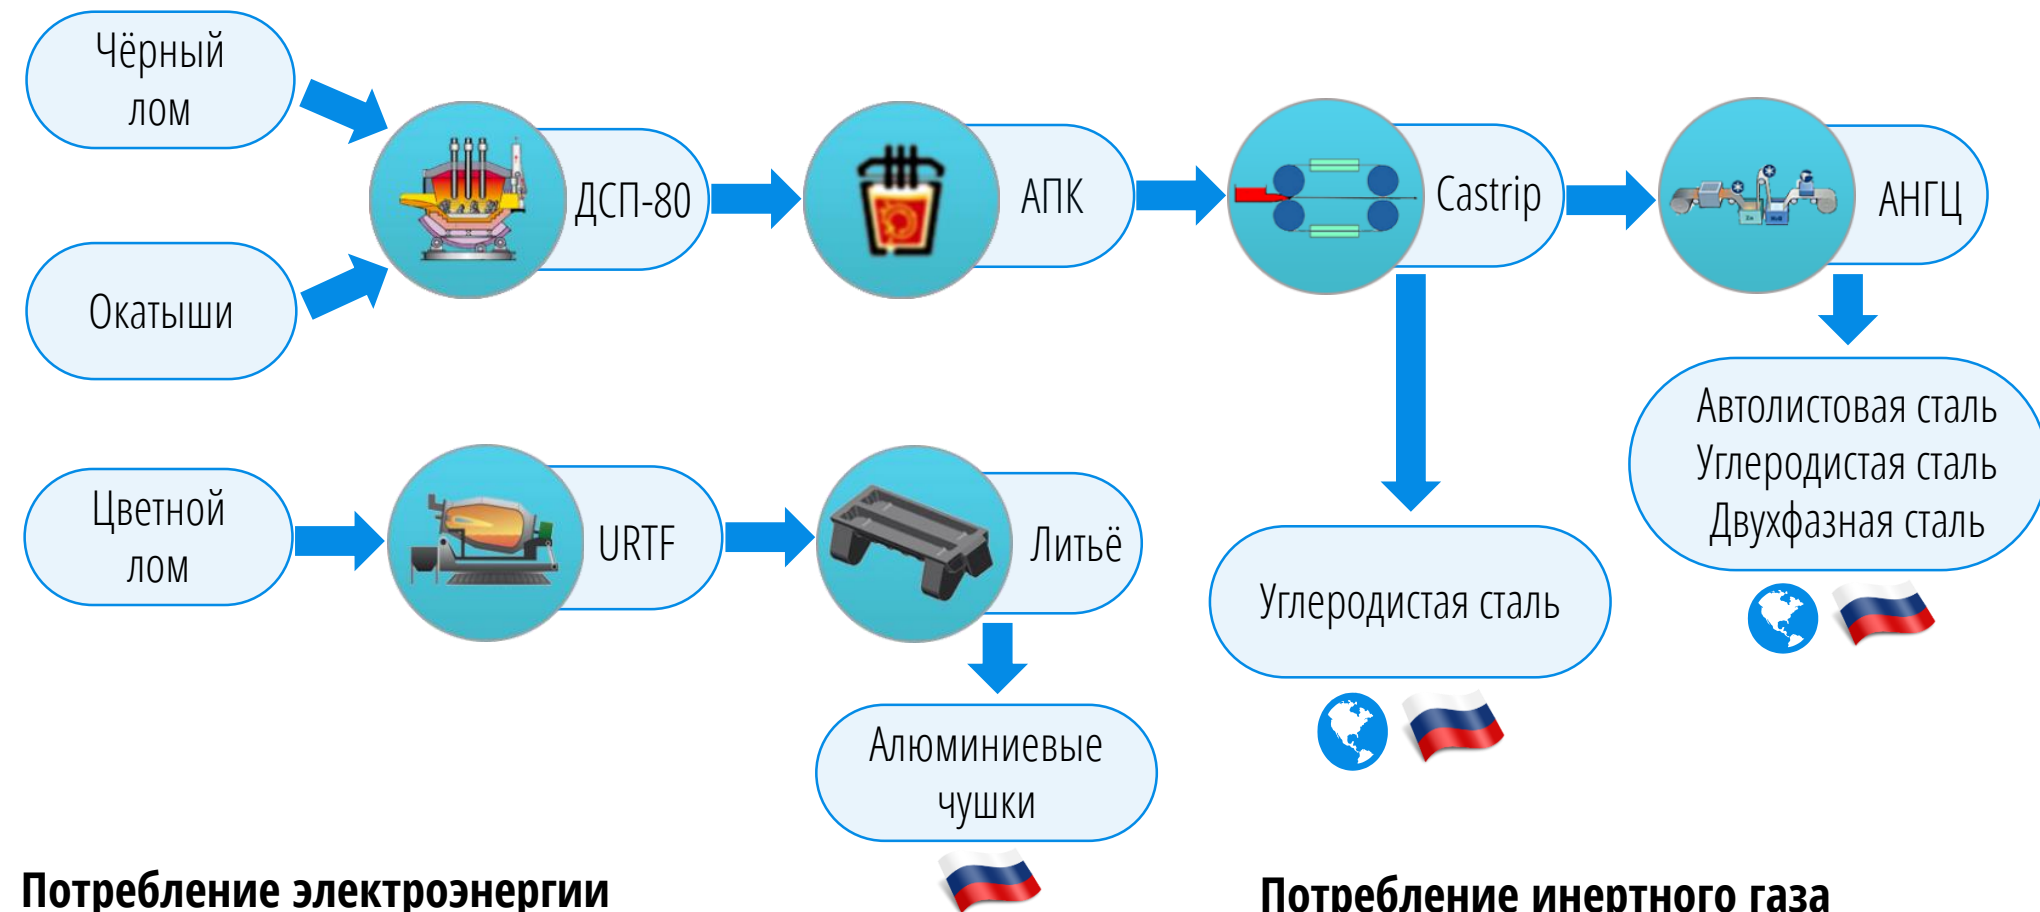 Чёрный
лом
ДСП-80
АПК
Castrip
АНГЦ
Окатыши
Автолистовая сталь
Углеродистая сталь
Двухфазная сталь
Цветной
лом
URTF
Литьё
Углеродистая сталь
Алюминиевые
чушки
Потребление электроэнергии
Потребление инертного газа